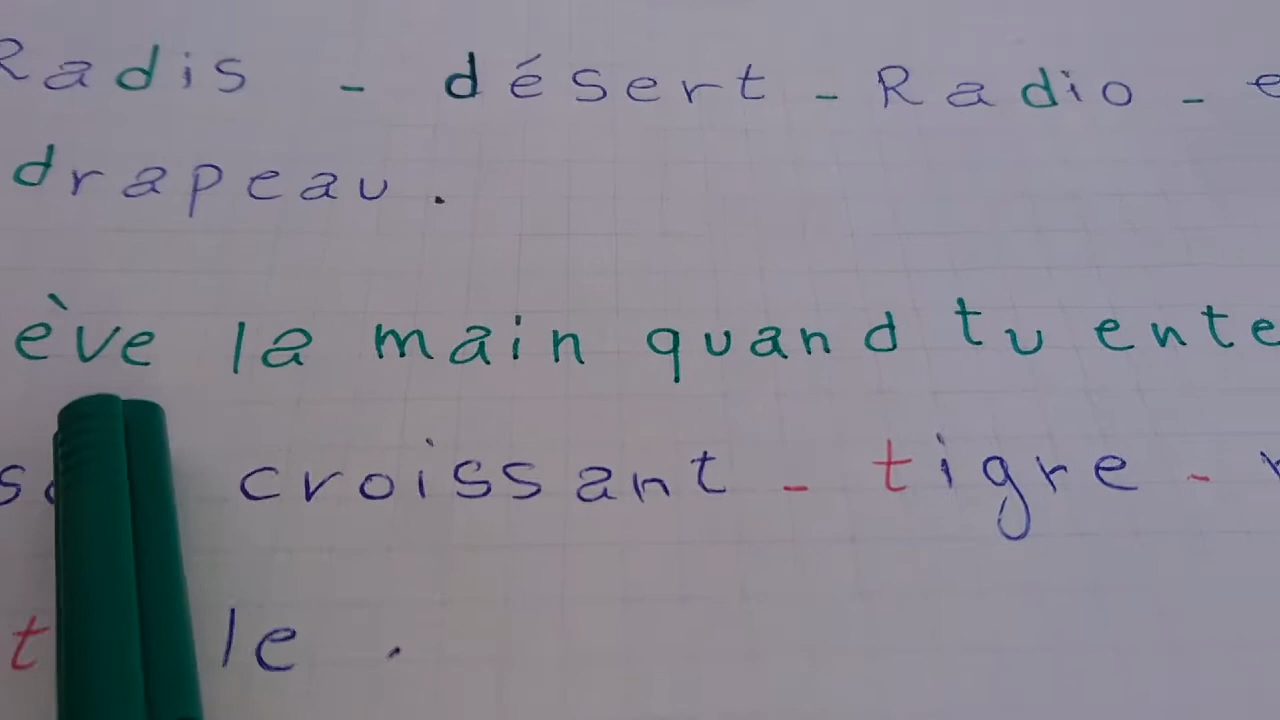 Radis - désert - Radio -
drapeau.
ève la main quand tu ente
croissant - tigre -
le .